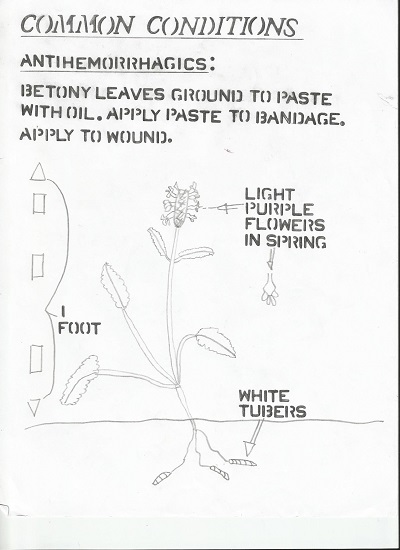 COMMON CONDITIONS
ANTIHEMORRHAGICS:
BETONY LEAVES GROUND TO PASTE
WITH OIL. APPLY PASTE TO BANDAGE.
APPLY TO WOUND.
LIGHT
PURPLE
FLOWERS
IN SPRING
1
FOOT
WHITE
TUBERS